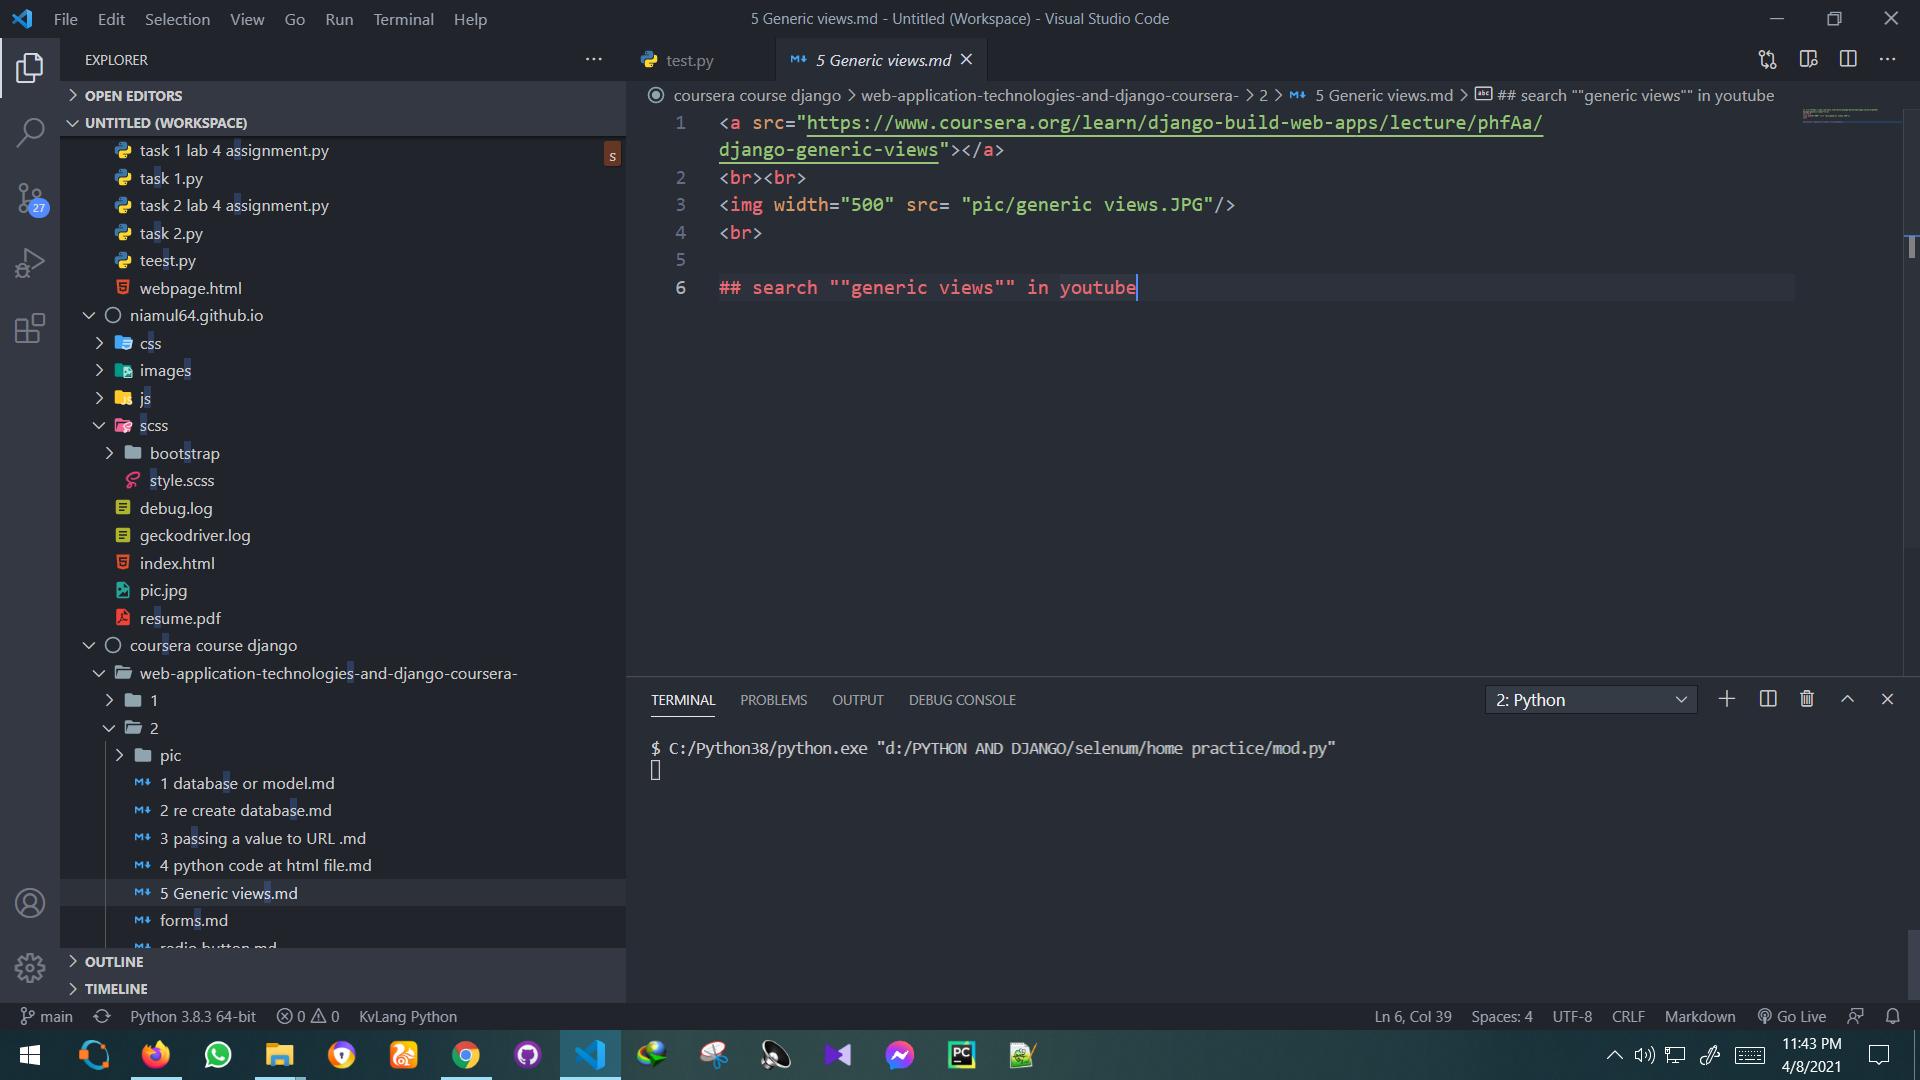 File Edit Selection View Go Run Terminal Help
5 Generic views.md - Untitled (Workspace) - Visual Studio Code
EXPLORER
test.py
5 Generic views.md
OPEN EDITORS
coursera course django > web-application-technologies-and-django-coursera- > 2 > 5 Generic views.md > ## search ""generic views"" in youtube
UNTITLED (WORKSPACE)
task 1 lab 4 assignment.py
s
task 1.py
task 2 lab 4 assignment.py
task 2.py
teest.py
webpage.html
niamul64.github.io
css
images
js
scss
bootstrap
style.scss
debug.log
geckodriver.log
index.html
pic.jpg
resume.pdf
coursera course django
web-application-technologies-and-django-coursera-
1
2
pic
1 database or model.md
2 re create database.md
3 passing a value to URL .md
4 python code at html file.md
5 Generic views.md
forms.md
radio button.md
OUTLINE
TIMELINE
27
1 <a src="https://www.coursera.org/learn/django-build-web-apps/lecture/phfAa/
django-generic-views"></a>
2 <br><br>
3 <img width="500" src= "pic/generic views.JPG"/>
4 <br>
5
6 ## search ""generic views"" in youtube
TERMINAL PROBLEMS OUTPUT DEBUG CONSOLE
2: Python
$ C:/Python38/python.exe "d:/PYTHON AND DJANGO/selenum/home practice/mod.py"
main Python 3.8.3 64-bit 0 0 KvLang Python
Ln 6, Col 39 Spaces: 4 UTF-8 CRLF Markdown Go Live
PC
11:43 PM
4/8/2021